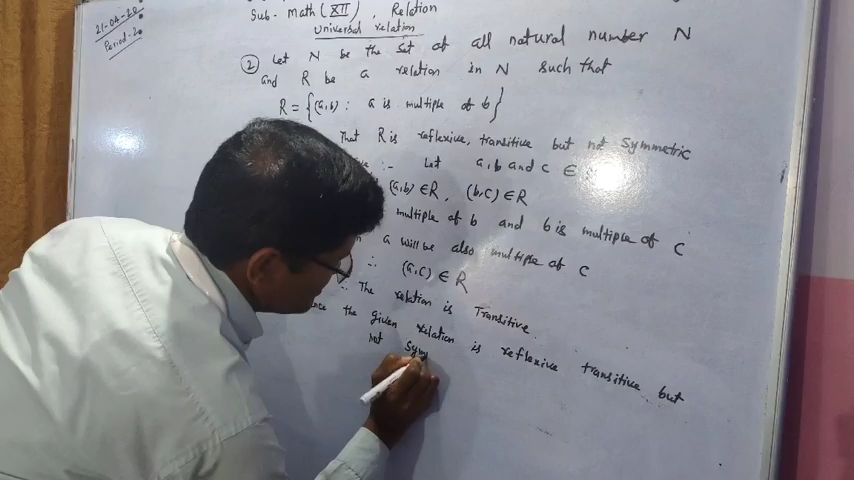 21-04-20
Period-2
Sub- Math (XII), Relation
Universal relation
② Let N be the set of all natural number N
and R be a relation in N such that
R = {(a,b) : a is multiple of b}
That R is reflexive, transitive but not Symmetric
:- Let a, b and c ∈
(a,b) ∈ R, (b,c) ∈ R
multiple of b and b is multiple of c
a will be also multiple of c
∴ (a,c) ∈ R
∴ The relation is Transitive.
the given relation is reflexive transitive but
not Sym